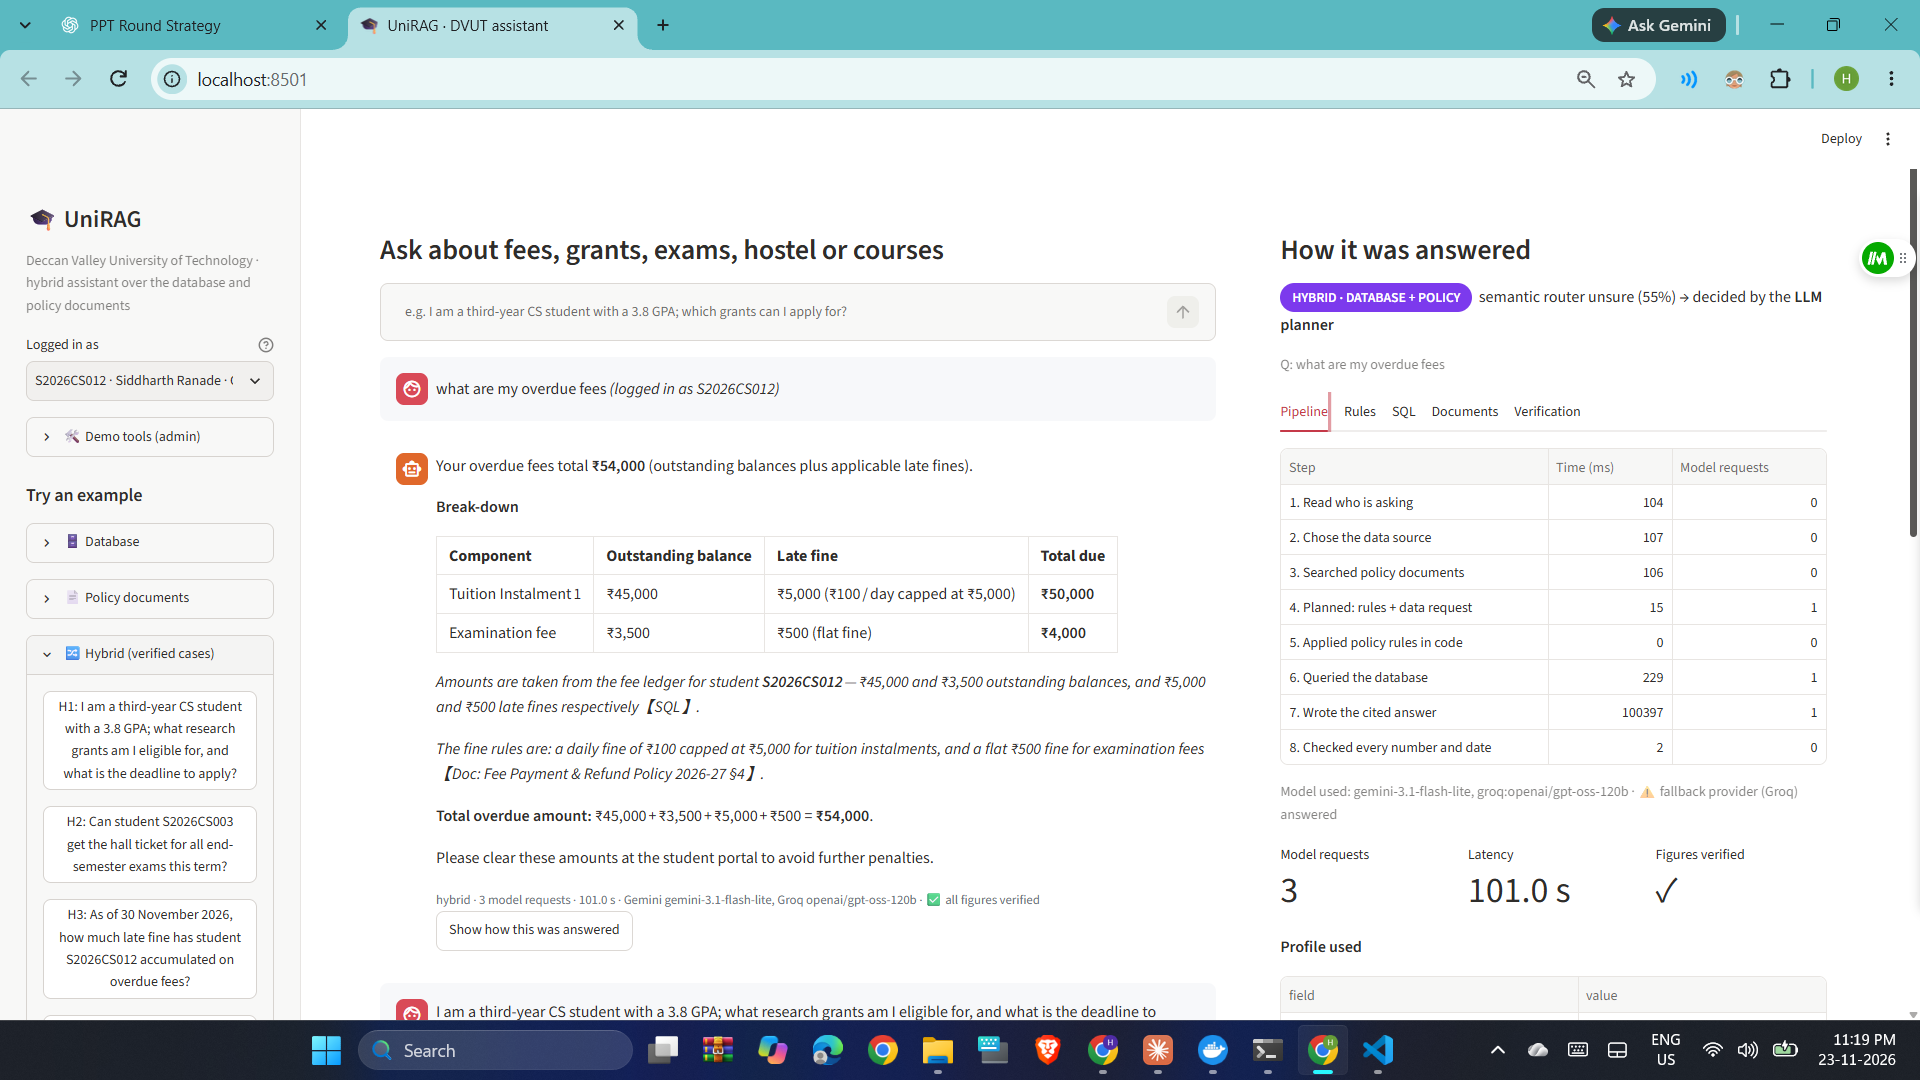 PPT Round Strategy
UniRAG · DVUT assistant
Ask Gemini
localhost:8501
H
Deploy
UniRAG
Deccan Valley University of Technology ·
hybrid assistant over the database and
policy documents
Logged in as
S2026CS012 · Siddharth Ranade ·
Demo tools (admin)
Try an example
Database
Policy documents
Hybrid (verified cases)
H1: I am a third-year CS student
with a 3.8 GPA; what research
grants am I eligible for, and
what is the deadline to apply?
H2: Can student S2026CS003
get the hall ticket for all end-
semester exams this term?
H3: As of 30 November 2026,
how much late fine has student
S2026CS012 accumulated on
overdue fees?
Ask about fees, grants, exams, hostel or courses
e.g. I am a third-year CS student with a 3.8 GPA; which grants can I apply for?
what are my overdue fees (logged in as S2026CS012)
Your overdue fees total ₹54,000 (outstanding balances plus applicable late fines).
Break-down
Component Outstanding balance Late fine Total due
Tuition Instalment 1 ₹45,000 ₹5,000 (₹100 / day capped at ₹5,000) ₹50,000
Examination fee ₹3,500 ₹500 (flat fine) ₹4,000
Amounts are taken from the fee ledger for student S2026CS012 — ₹45,000 and ₹3,500 outstanding balances, and ₹5,000
and ₹500 late fines respectively【SQL】.
The fine rules are: a daily fine of ₹100 capped at ₹5,000 for tuition instalments, and a flat ₹500 fine for examination fees
【Doc: Fee Payment & Refund Policy 2026-27 §4】.
Total overdue amount: ₹45,000 + ₹3,500 + ₹5,000 + ₹500 = ₹54,000.
Please clear these amounts at the student portal to avoid further penalties.
hybrid · 3 model requests · 101.0 s · Gemini gemini-3.1-flash-lite, Groq openai/gpt-oss-120b · ✅ all figures verified
Show how this was answered
I am a third-year CS student with a 3.8 GPA; what research grants am I eligible for, and what is the deadline to
How it was answered
HYBRID · DATABASE + POLICY semantic router unsure (55%) → decided by the LLM
planner
Q: what are my overdue fees
Pipeline Rules SQL Documents Verification
Step Time (ms) Model requests
1. Read who is asking 104 0
2. Chose the data source 107 0
3. Searched policy documents 106 0
4. Planned: rules + data request 15 1
5. Applied policy rules in code 0 0
6. Queried the database 229 1
7. Wrote the cited answer 100397 1
8. Checked every number and date 2 0
Model used: gemini-3.1-flash-lite, groq:openai/gpt-oss-120b · ⚠️ fallback provider (Groq)
answered
Model requests Latency Figures verified
3 101.0 s ✓
Profile used
field value
Search
ENG
US
11:19 PM
23-11-2026